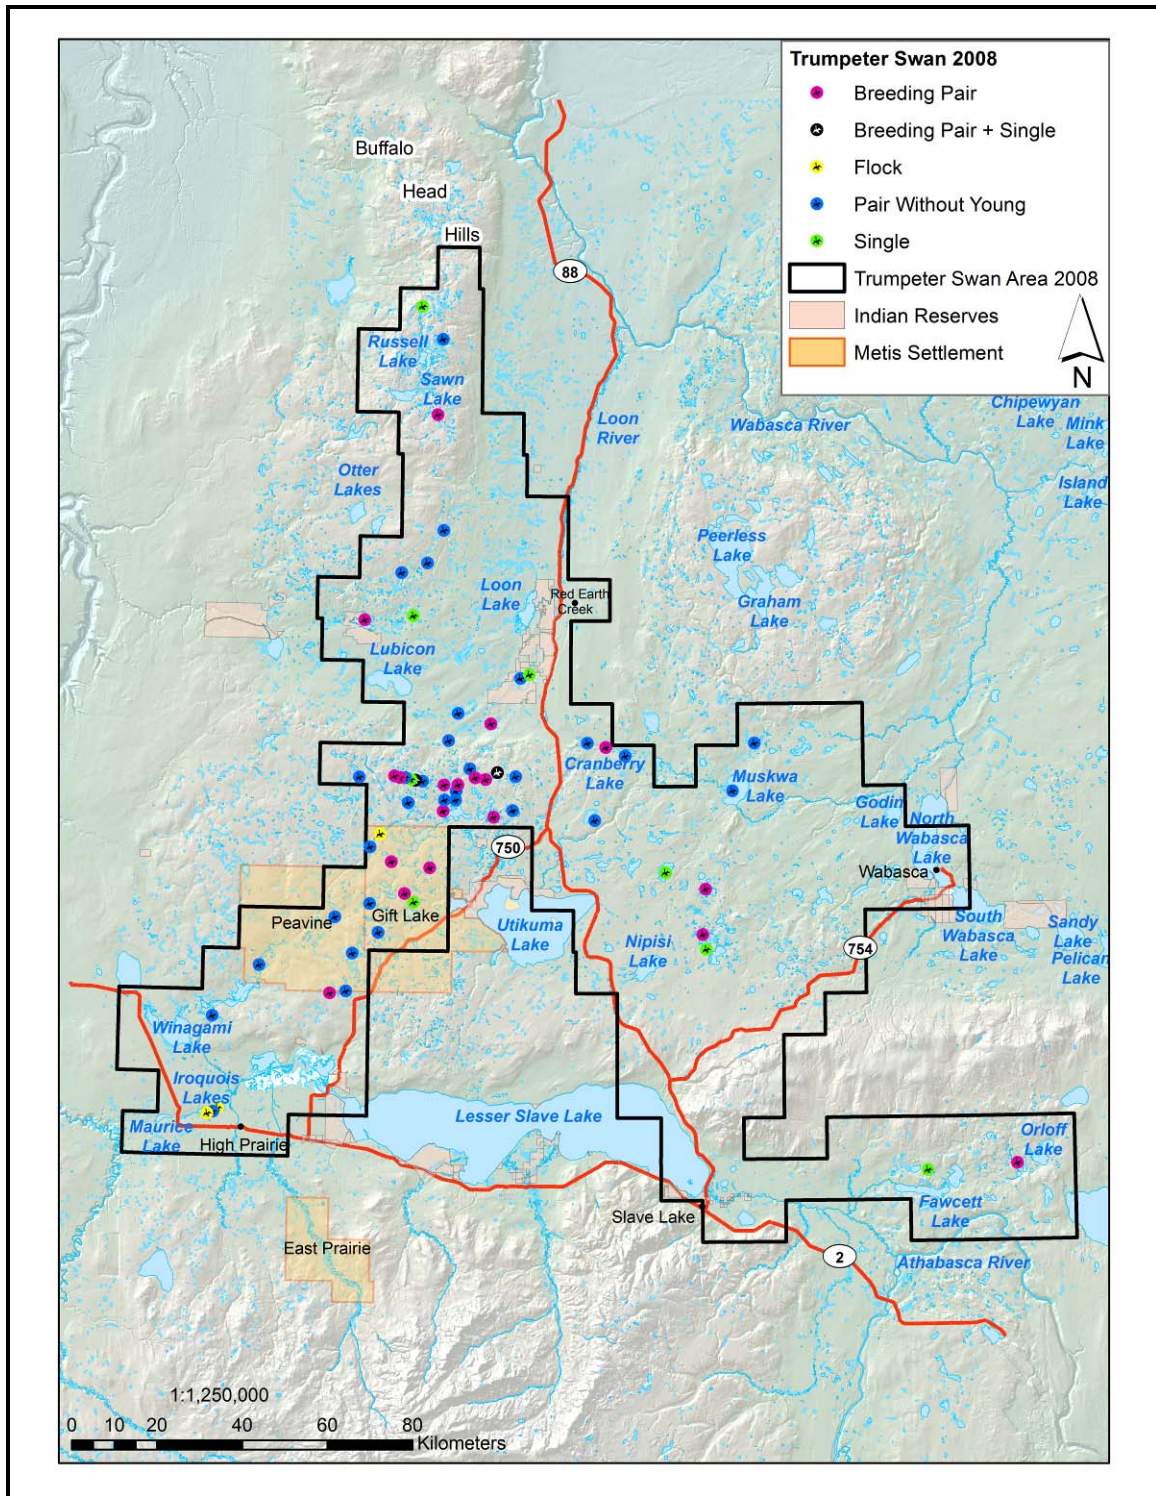 Trumpeter Swan 2008
Breeding Pair
Breeding Pair + Single
Flock
Pair Without Young
Single
Trumpeter Swan Area 2008
Indian Reserves
Metis Settlement
N
Buffalo
Head
Hills
88
Russell
Lake
Sawn
Lake
Loon
River
Wabasca River
Chipewyan
Lake
Mink
Lake
Island
Lake
Otter
Lakes
Peerless
Lake
Graham
Lake
Loon
Lake
Red Earth
Creek
Lubicon
Lake
Cranberry
Lake
Muskwa
Lake
Godin
Lake
North
Wabasca
Lake
Wabasca
750
Peavine
Gift Lake
Utikuma
Lake
Nipisi
Lake
754
South
Wabasca
Lake
Sandy
Lake
Pelican
Lake
Winagami
Lake
Iroquois
Lakes
Maurice
Lake
High Prairie
Lesser Slave Lake
Orloff
Lake
Fawcett
Lake
Slave Lake
East Prairie
2
Athabasca River
1:1,250,000
0 10 20 40 60 80
Kilometers